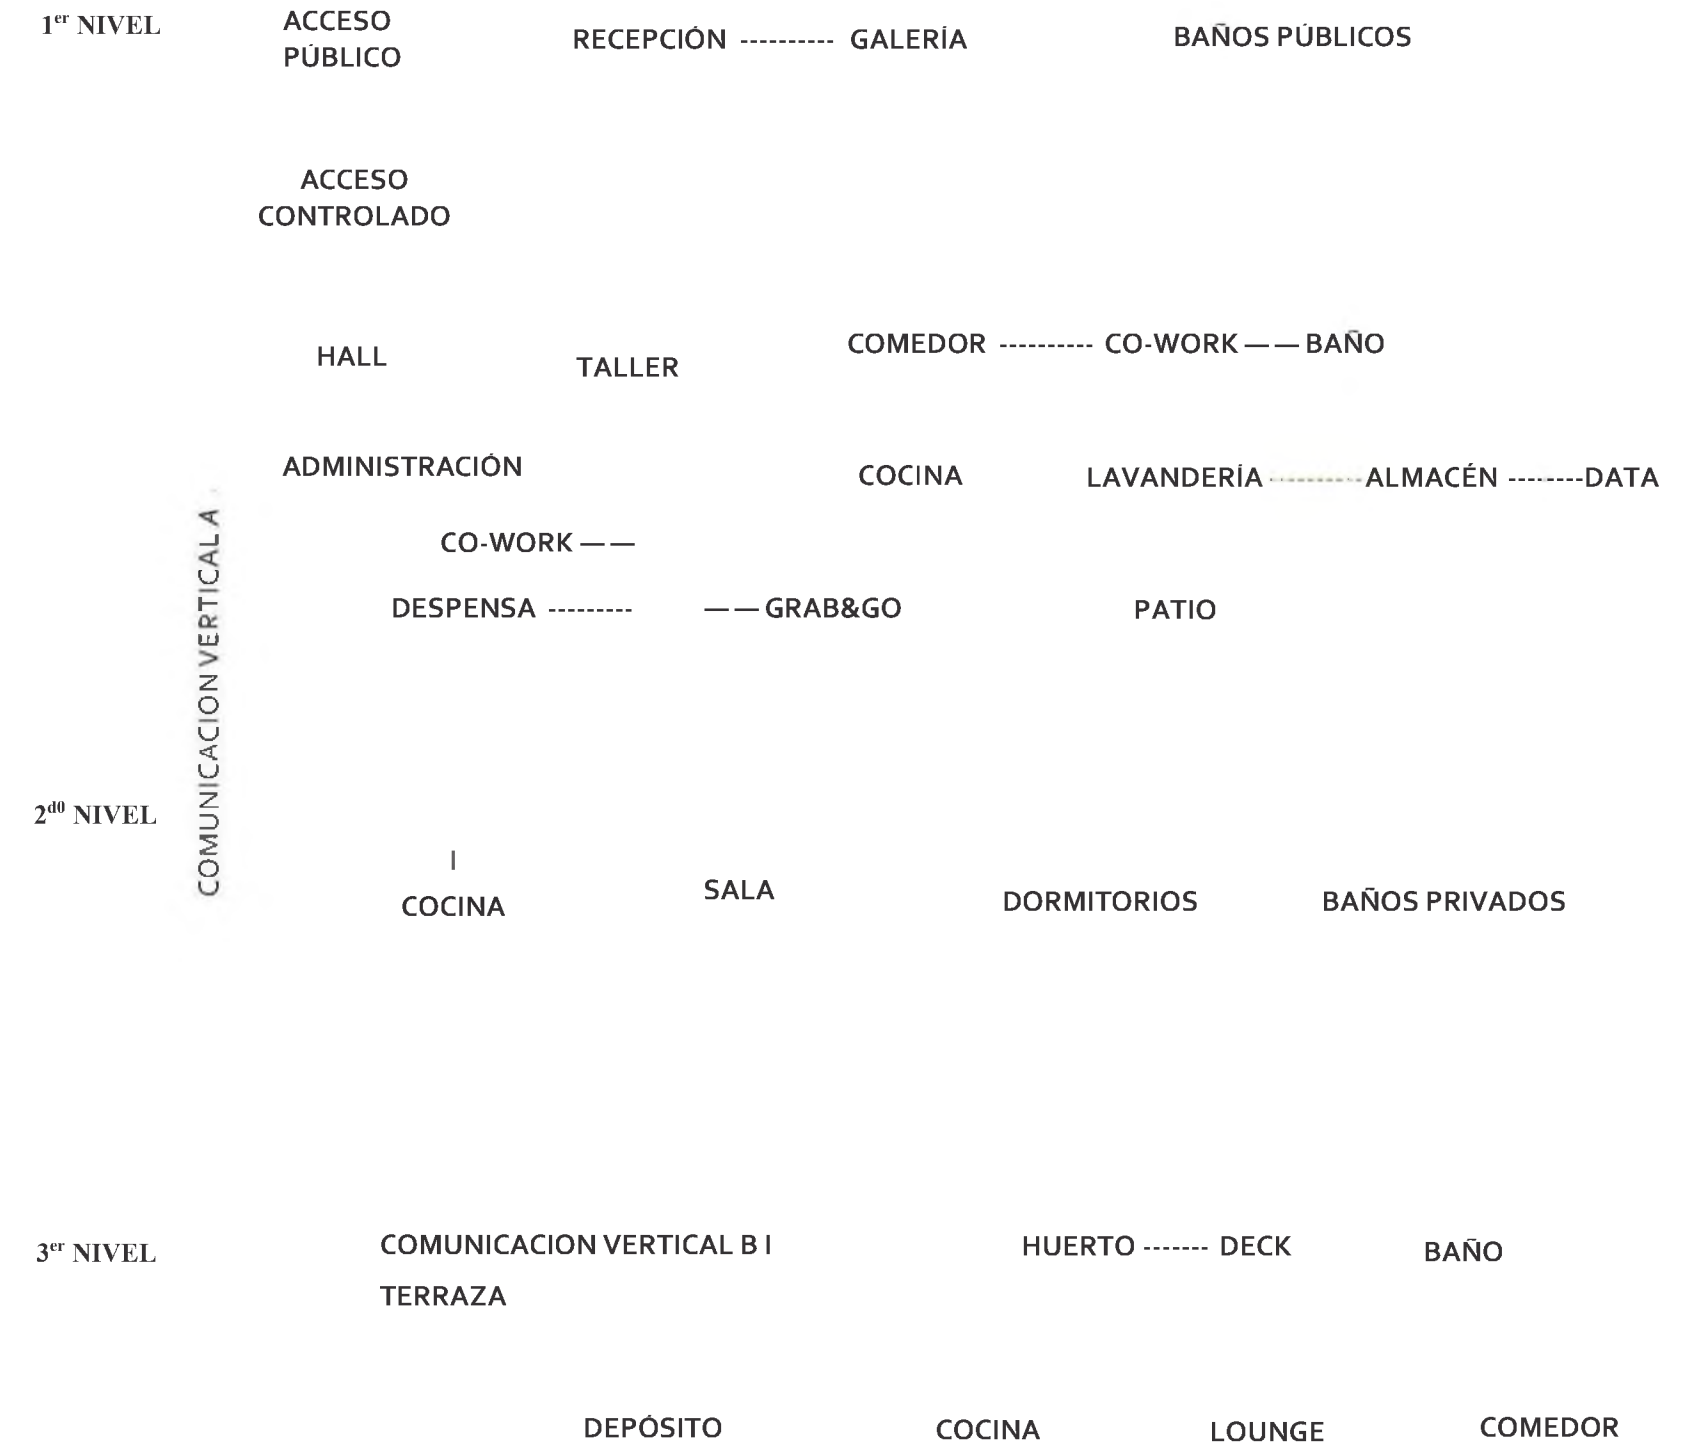 1er NIVEL
ACCESO
PÚBLICO
RECEPCIÓN ---------- GALERÍA
BAÑOS PÚBLICOS
ACCESO
CONTROLADO
HALL
TALLER
COMEDOR ---------- CO-WORK — — BAÑO
ADMINISTRACIÓN
COCINA
LAVANDERÍA ---------- ALMACÉN -------- DATA
CO-WORK — —
DESPENSA ---------
— — GRAB&GO
PATIO
COMUNICACION VERTICAL A
2d0 NIVEL
I
COCINA
SALA
DORMITORIOS
BAÑOS PRIVADOS
3er NIVEL
COMUNICACION VERTICAL B I
TERRAZA
HUERTO ------- DECK
BAÑO
DEPÓSITO
COCINA
LOUNGE
COMEDOR